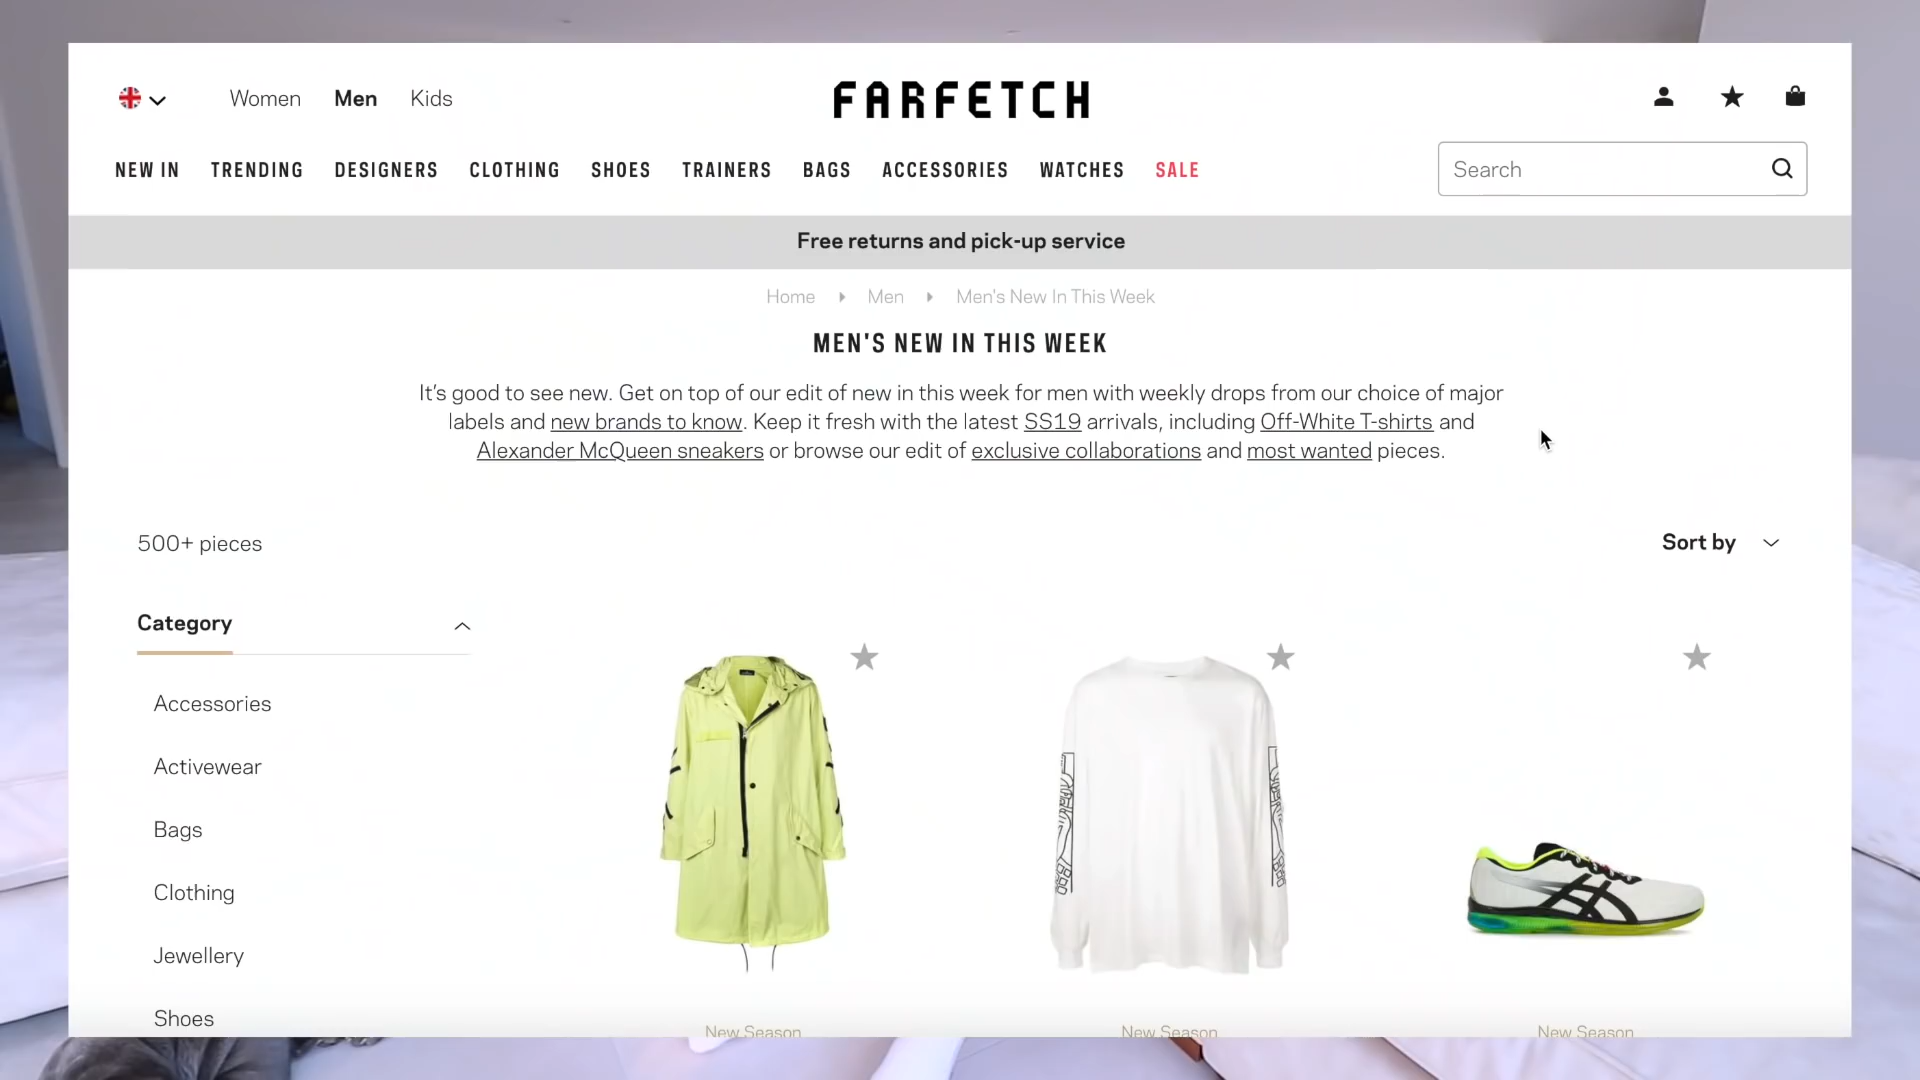 Women Men Kids
FARFETCH
NEW IN TRENDING DESIGNERS CLOTHING SHOES TRAINERS BAGS ACCESSORIES WATCHES SALE
Search
Free returns and pick-up service
Home Men Men's New In This Week
MEN'S NEW IN THIS WEEK
It's good to see new. Get on top of our edit of new in this week for men with weekly drops from our choice of major
labels and new brands to know. Keep it fresh with the latest SS19 arrivals, including Off-White T-shirts and
Alexander McQueen sneakers or browse our edit of exclusive collaborations and most wanted pieces.
500+ pieces
Sort by
Category
Accessories
Activewear
Bags
Clothing
Jewellery
Shoes
New Season
New Season
New Season